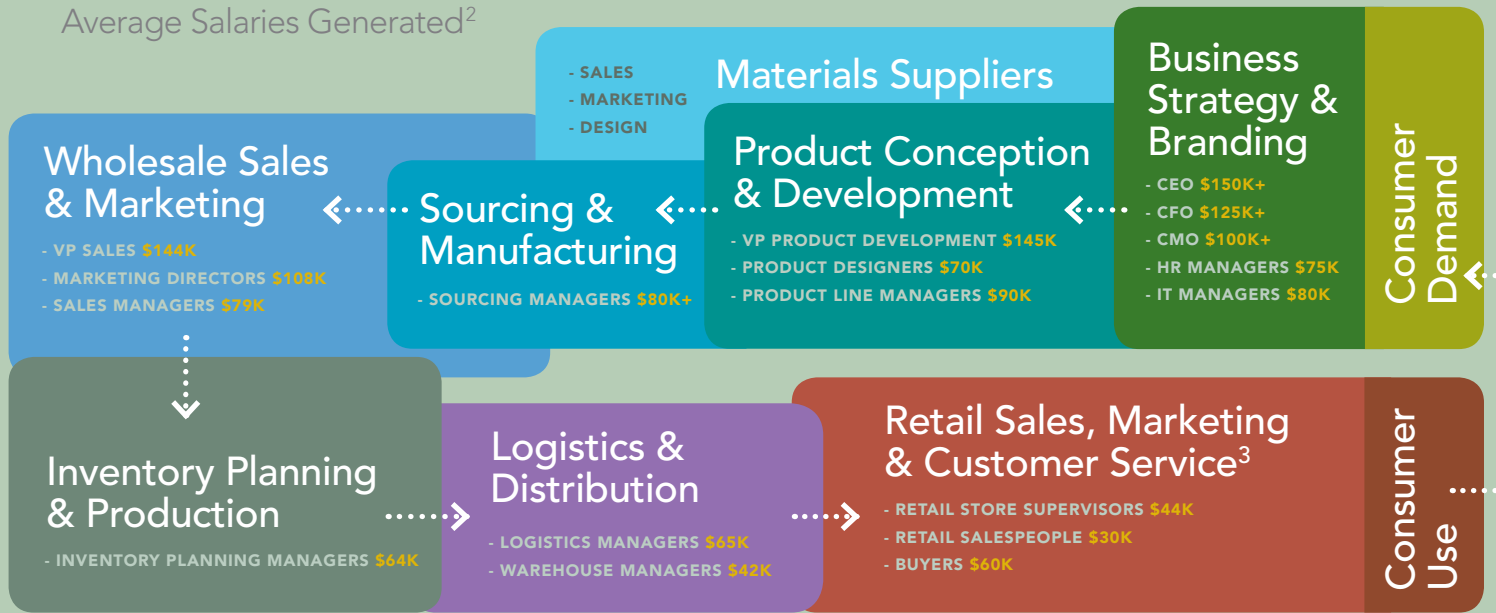 Average Salaries Generated²
- SALES
- MARKETING
- DESIGN
Materials Suppliers
Business
Strategy &
Branding
- CEO $150K+
- CFO $125K+
- CMO $100K+
- HR MANAGERS $75K
- IT MANAGERS $80K
Consumer
Demand
Product Conception
& Development
- VP PRODUCT DEVELOPMENT $145K
- PRODUCT DESIGNERS $70K
- PRODUCT LINE MANAGERS $90K
Sourcing &
Manufacturing
- SOURCING MANAGERS $80K+
Wholesale Sales
& Marketing
- VP SALES $144K
- MARKETING DIRECTORS $108K
- SALES MANAGERS $79K
Inventory Planning
& Production
- INVENTORY PLANNING MANAGERS $64K
Logistics &
Distribution
- LOGISTICS MANAGERS $65K
- WAREHOUSE MANAGERS $42K
Retail Sales, Marketing
& Customer Service³
- RETAIL STORE SUPERVISORS $44K
- RETAIL SALESPEOPLE $30K
- BUYERS $60K
Consumer
Use